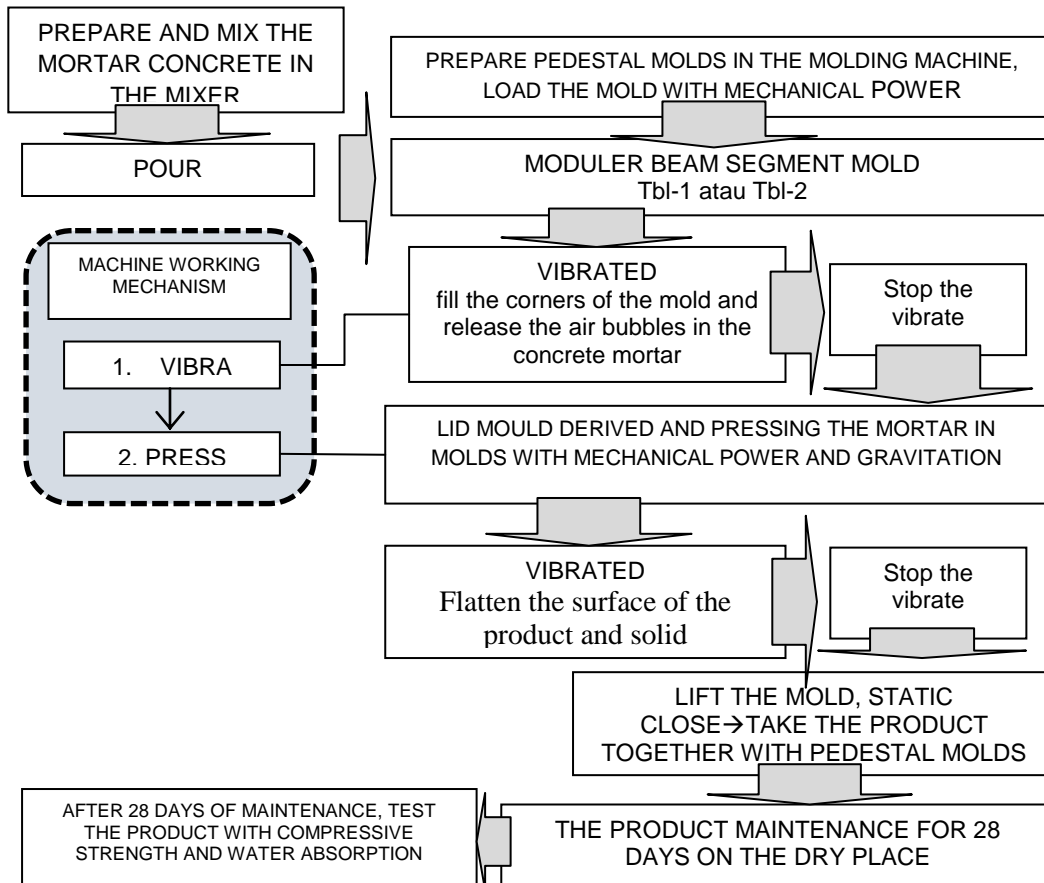 PREPARE AND MIX THE
MORTAR CONCRETE IN
THE MIXER
POUR
PREPARE PEDESTAL MOLDS IN THE MOLDING MACHINE,
LOAD THE MOLD WITH MECHANICAL POWER
MODULER BEAM SEGMENT MOLD
Tbl-1 atau Tbl-2
MACHINE WORKING
MECHANISM
1. VIBRA
2. PRESS
VIBRATED
fill the corners of the mold and
release the air bubbles in the
concrete mortar
Stop the
vibrate
LID MOULD DERIVED AND PRESSING THE MORTAR IN
MOLDS WITH MECHANICAL POWER AND GRAVITATION
VIBRATED
Flatten the surface of the
product and solid
Stop the
vibrate
LIFT THE MOLD, STATIC
CLOSE→TAKE THE PRODUCT
TOGETHER WITH PEDESTAL MOLDS
THE PRODUCT MAINTENANCE FOR 28
DAYS ON THE DRY PLACE
AFTER 28 DAYS OF MAINTENANCE, TEST
THE PRODUCT WITH COMPRESSIVE
STRENGTH AND WATER ABSORPTION